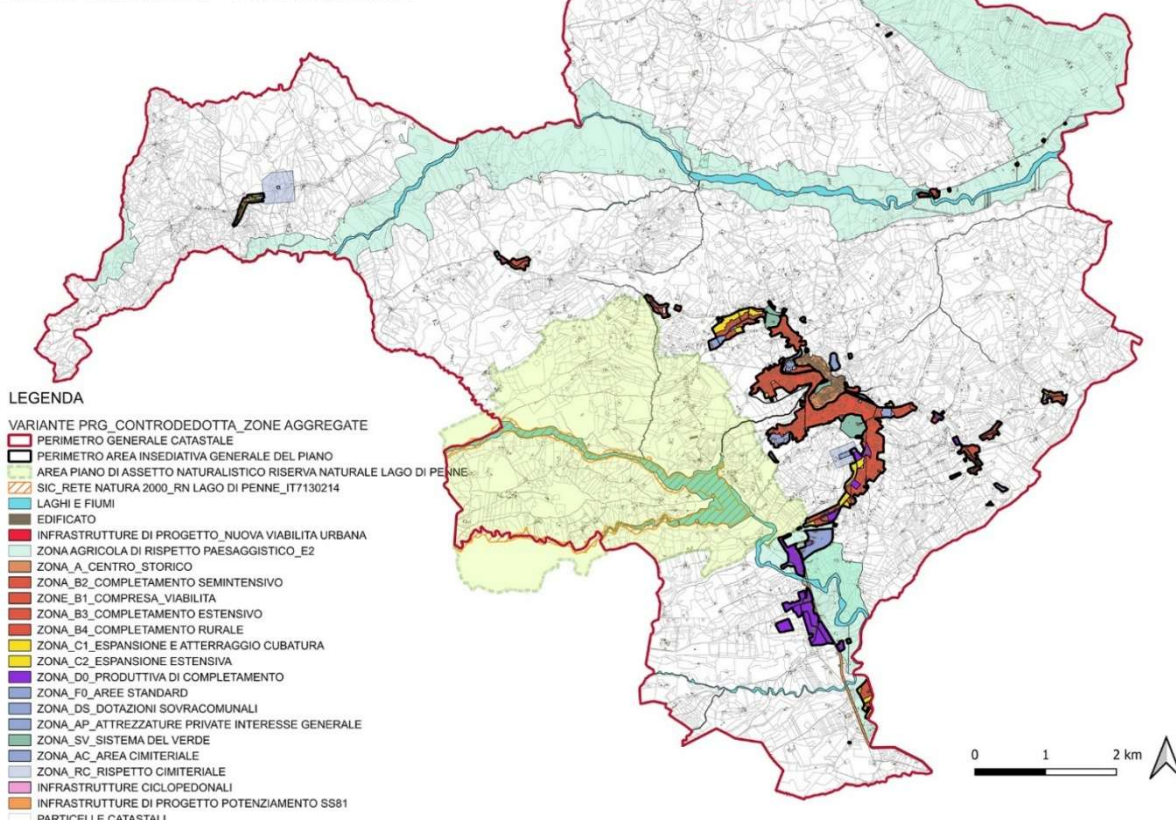 LEGENDA
VARIANTE PRG_CONTRODEDOTTA_ZONE AGGREGATE
PERIMETRO GENERALE CATASTALE
PERIMETRO AREA INSEDIATIVA GENERALE DEL PIANO
AREA PIANO DI ASSETTO NATURALISTICO RISERVA NATURALE LAGO DI PENNE
SIC_RETE NATURA 2000_RN LAGO DI PENNE_IT7130214
LAGHI E FIUMI
EDIFICATO
INFRASTRUTTURE DI PROGETTO_NUOVA VIABILITA URBANA
ZONA AGRICOLA DI RISPETTO PAESAGGISTICO_E2
ZONA_A_CENTRO_STORICO
ZONA_B2_COMPLETAMENTO SEMINTENSIVO
ZONE_B1_COMPRESA_VIABILITA
ZONA_B3_COMPLETAMENTO ESTENSIVO
ZONA_B4_COMPLETAMENTO RURALE
ZONA_C1_ESPANSIONE E ATTERRAGGIO CUBATURA
ZONA_C2_ESPANSIONE ESTENSIVA
ZONA_D0_PRODUTTIVA DI COMPLETAMENTO
ZONA_F0_AREE STANDARD
ZONA_DS_DOTAZIONI SOVRACOMUNALI
ZONA_AP_ATTREZZATURE PRIVATE INTERESSE GENERALE
ZONA_SV_SISTEMA DEL VERDE
ZONA_AC_AREA CIMITERIALE
ZONA_RC_RISPETTO CIMITERIALE
INFRASTRUTTURE CICLOPEDONALI
INFRASTRUTTURE DI PROGETTO POTENZIAMENTO SS81
PARTICELLE CATASTALI
0 1 2 km